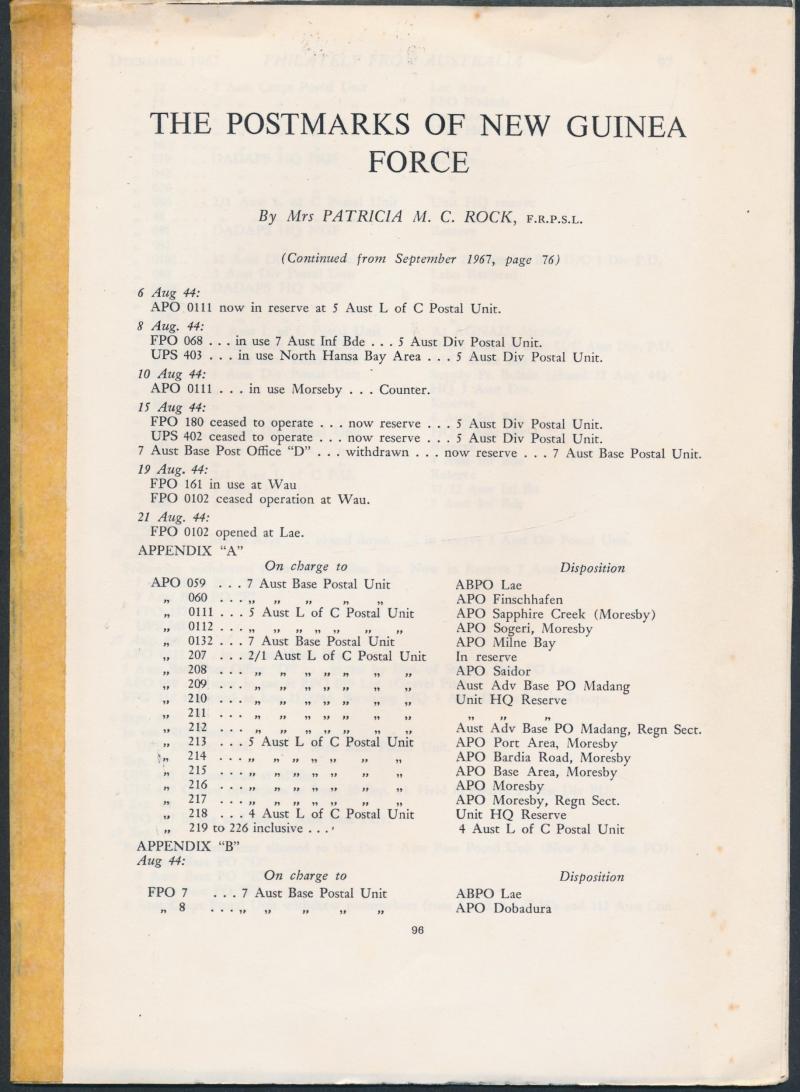 THE POSTMARKS OF NEW GUINEA
FORCE
By Mrs PATRICIA M. C. ROCK, F.R.P.S.L.
(Continued from September 1967, page 76)
6 Aug 44:
APO 0111 now in reserve at 5 Aust L of C Postal Unit.
8 Aug. 44:
FPO 068 . . . in use 7 Aust Inf Bde . . . 5 Aust Div Postal Unit.
UPS 403 . . . in use North Hansa Bay Area . . . 5 Aust Div Postal Unit.
10 Aug 44:
APO 0111 . . . in use Morseby . . . Counter.
15 Aug 44:
FPO 180 ceased to operate . . . now reserve . . . 5 Aust Div Postal Unit.
UPS 402 ceased to operate . . . now reserve . . . 5 Aust Div Postal Unit.
7 Aust Base Post Office "D" . . . withdrawn . . . now reserve . . . 7 Aust Base Postal Unit.
19 Aug. 44:
FPO 161 in use at Wau
FPO 0102 ceased operation at Wau.
21 Aug. 44:
FPO 0102 opened at Lae.
APPENDIX "A"
On charge to Disposition
APO 059 . . . 7 Aust Base Postal Unit ABPO Lae
„ 060 . . . „ „ „ „ „ APO Finschhafen
„ 0111 . . . 5 Aust L of C Postal Unit APO Sapphire Creek (Moresby)
„ 0112 . . . „ „ „ „ „ „ „ APO Sogeri, Moresby
„ 0132 . . . 7 Aust Base Postal Unit APO Milne Bay
„ 207 . . . 2/1 Aust L of C Postal Unit In reserve
„ 208 . . . „ „ „ „ „ „ „ APO Saidor
„ 209 . . . „ „ „ „ „ „ „ Aust Adv Base PO Madang
„ 210 . . . „ „ „ „ „ „ „ Unit HQ Reserve
„ 211 . . . „ „ „ „ „ „ „ „ „ „
„ 212 . . . „ „ „ „ „ „ „ Aust Adv Base PO Madang, Regn Sect.
„ 213 . . . 5 Aust L of C Postal Unit APO Port Area, Moresby
„ 214 . . . „ „ „ „ „ „ „ APO Bardia Road, Moresby
„ 215 . . . „ „ „ „ „ „ „ APO Base Area, Moresby
„ 216 . . . „ „ „ „ „ „ „ APO Moresby
„ 217 . . . „ „ „ „ „ „ „ APO Moresby, Regn Sect.
„ 218 . . . 4 Aust L of C Postal Unit Unit HQ Reserve
„ 219 to 226 inclusive . . . 4 Aust L of C Postal Unit
APPENDIX "B"
Aug 44:
On charge to Disposition
FPO 7 . . . 7 Aust Base Postal Unit ABPO Lae
„ 8 . . . „ „ „ „ „ APO Dobadura
96